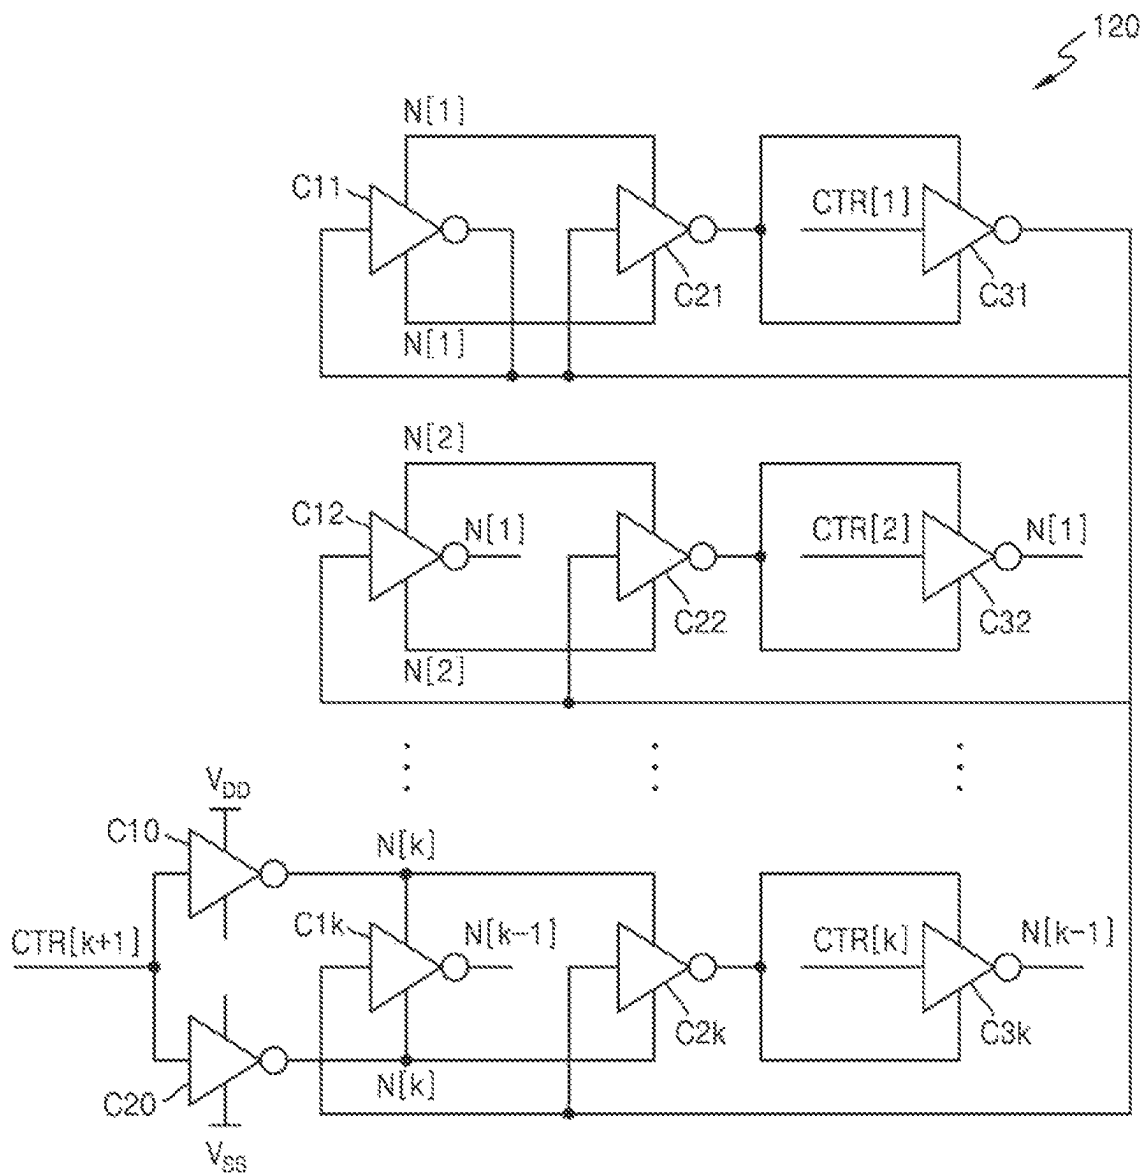 120
N[1]
C11
CTR[1]
C21
C31
N[1]
N[2]
C12
N[1]
CTR[2]
N[1]
C22
C32
N[2]
VDD
C10
N[k]
C1k
N[k-1]
CTR[k]
N[k-1]
CTR[k+1]
C2k
C3k
C20
N[k]
VSS